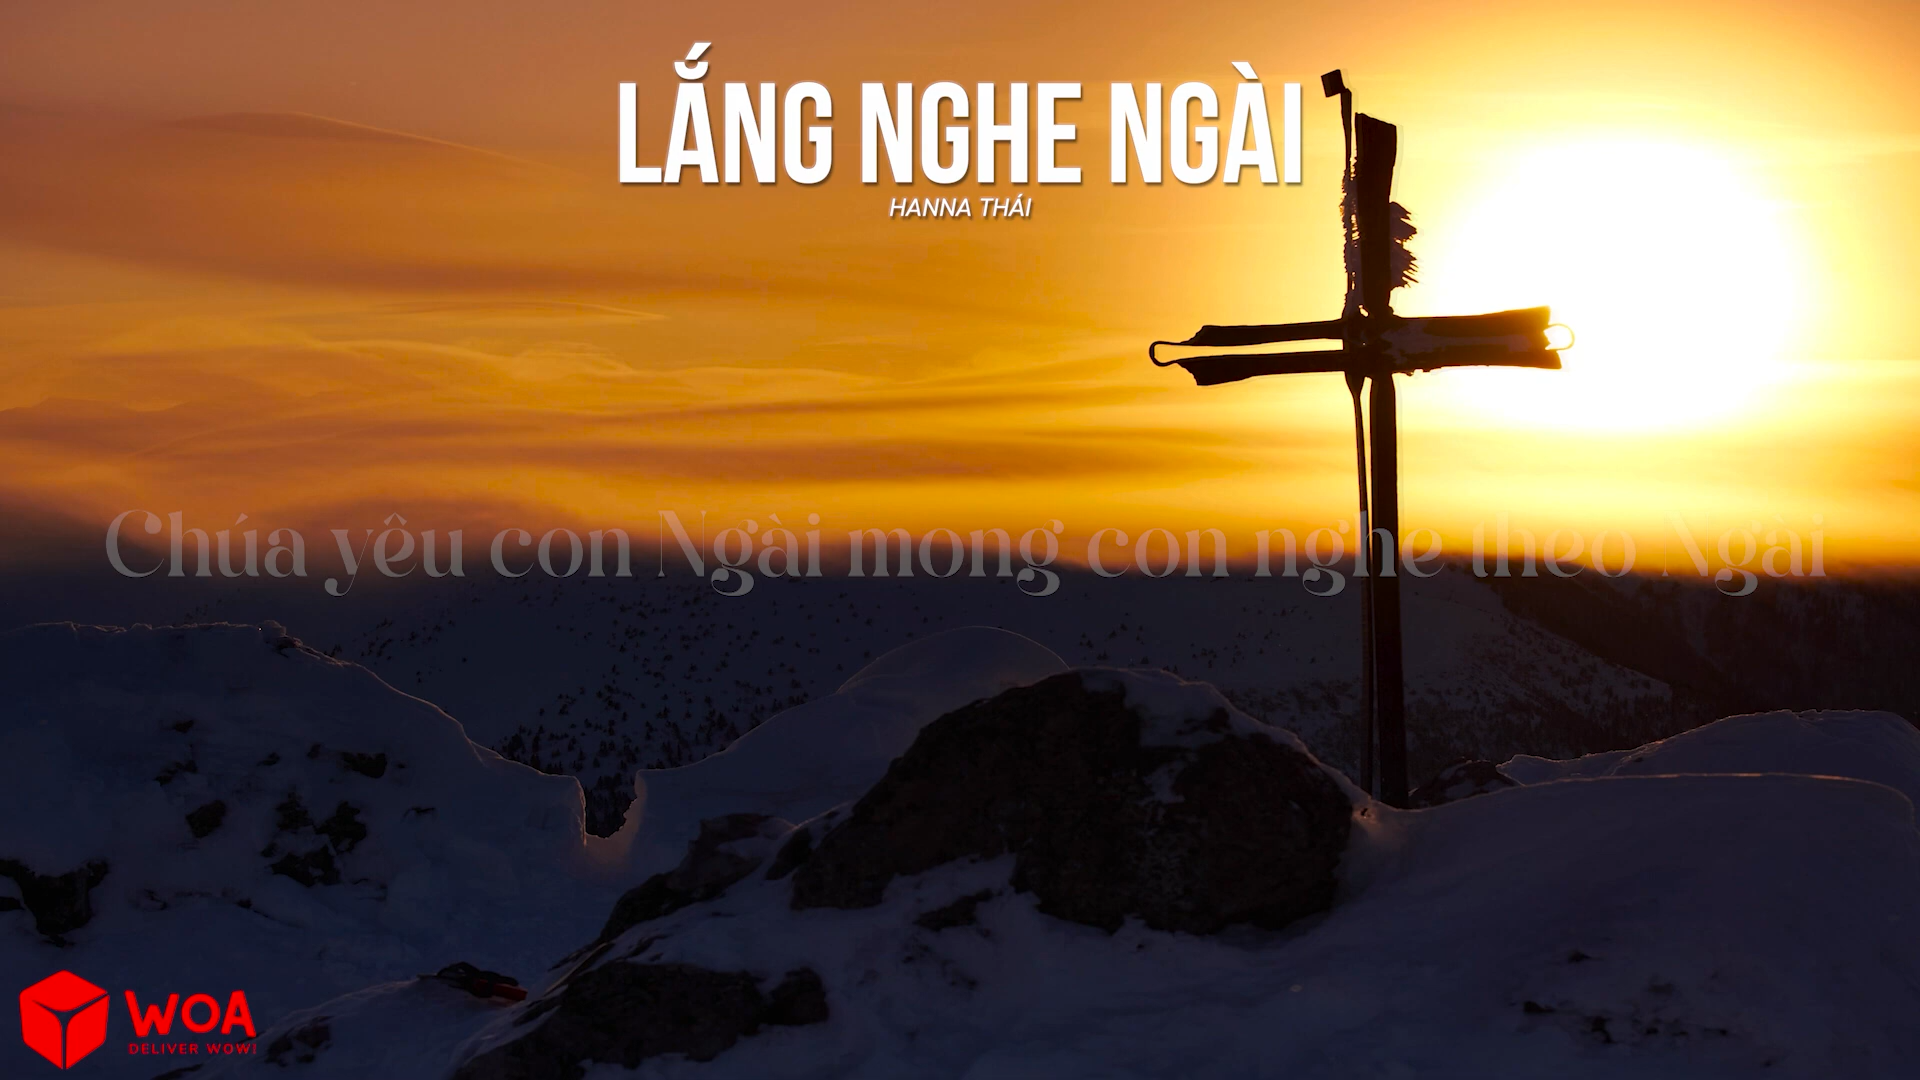 LẮNG NGHE NGÀI
HANNA THÁI
Chúa yêu con Ngài mong con nghe theo Ngài
WOA
DELIVER WOW!